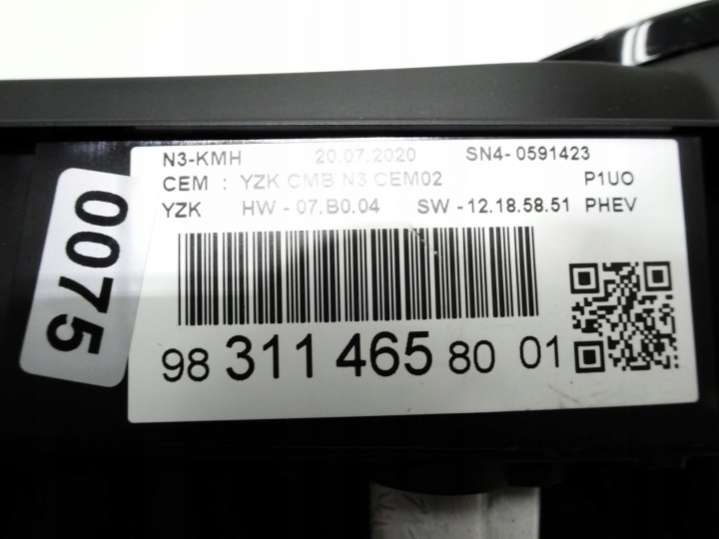 N3-KMH 20.07.2020 SN4- 0591423
CEM : YZK CMB N3 CEM02 P1UO
YZK HW - 07.B0.04 SW - 12.18.58.51 PHEV
98 311 465 80 01
0075